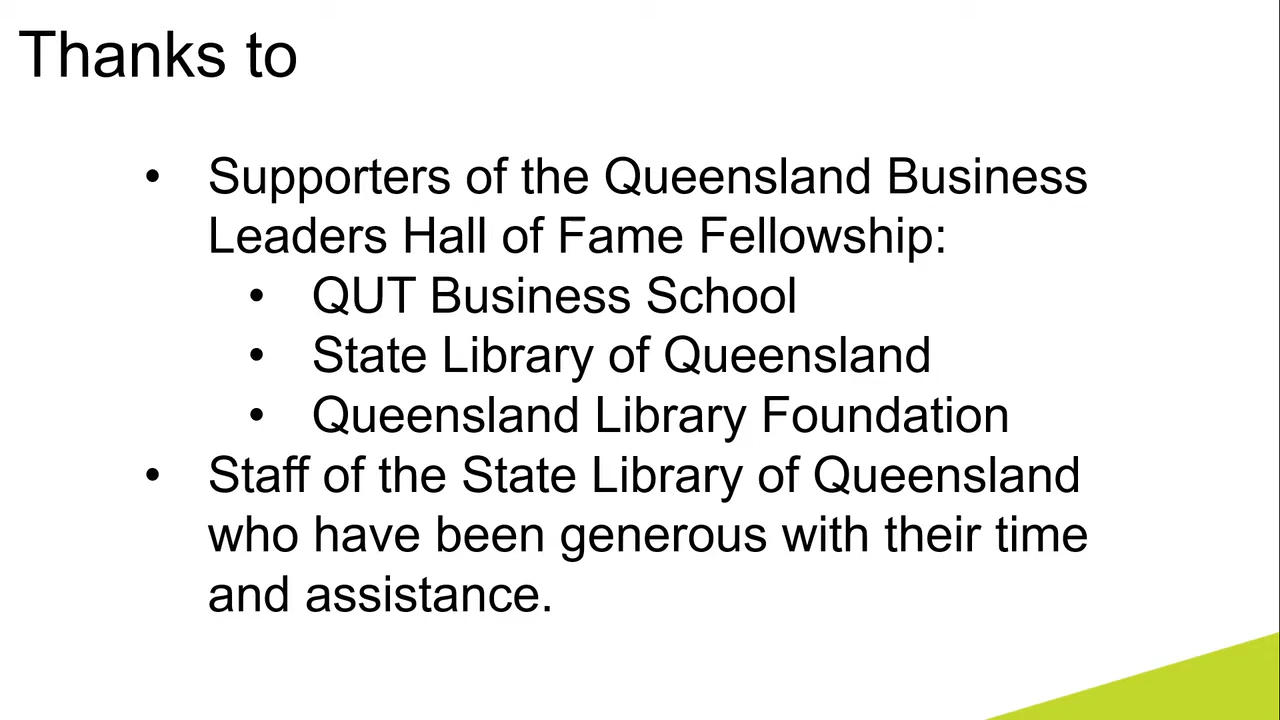 Thanks to
• Supporters of the Queensland Business
Leaders Hall of Fame Fellowship:
• QUT Business School
• State Library of Queensland
• Queensland Library Foundation
• Staff of the State Library of Queensland
who have been generous with their time
and assistance.